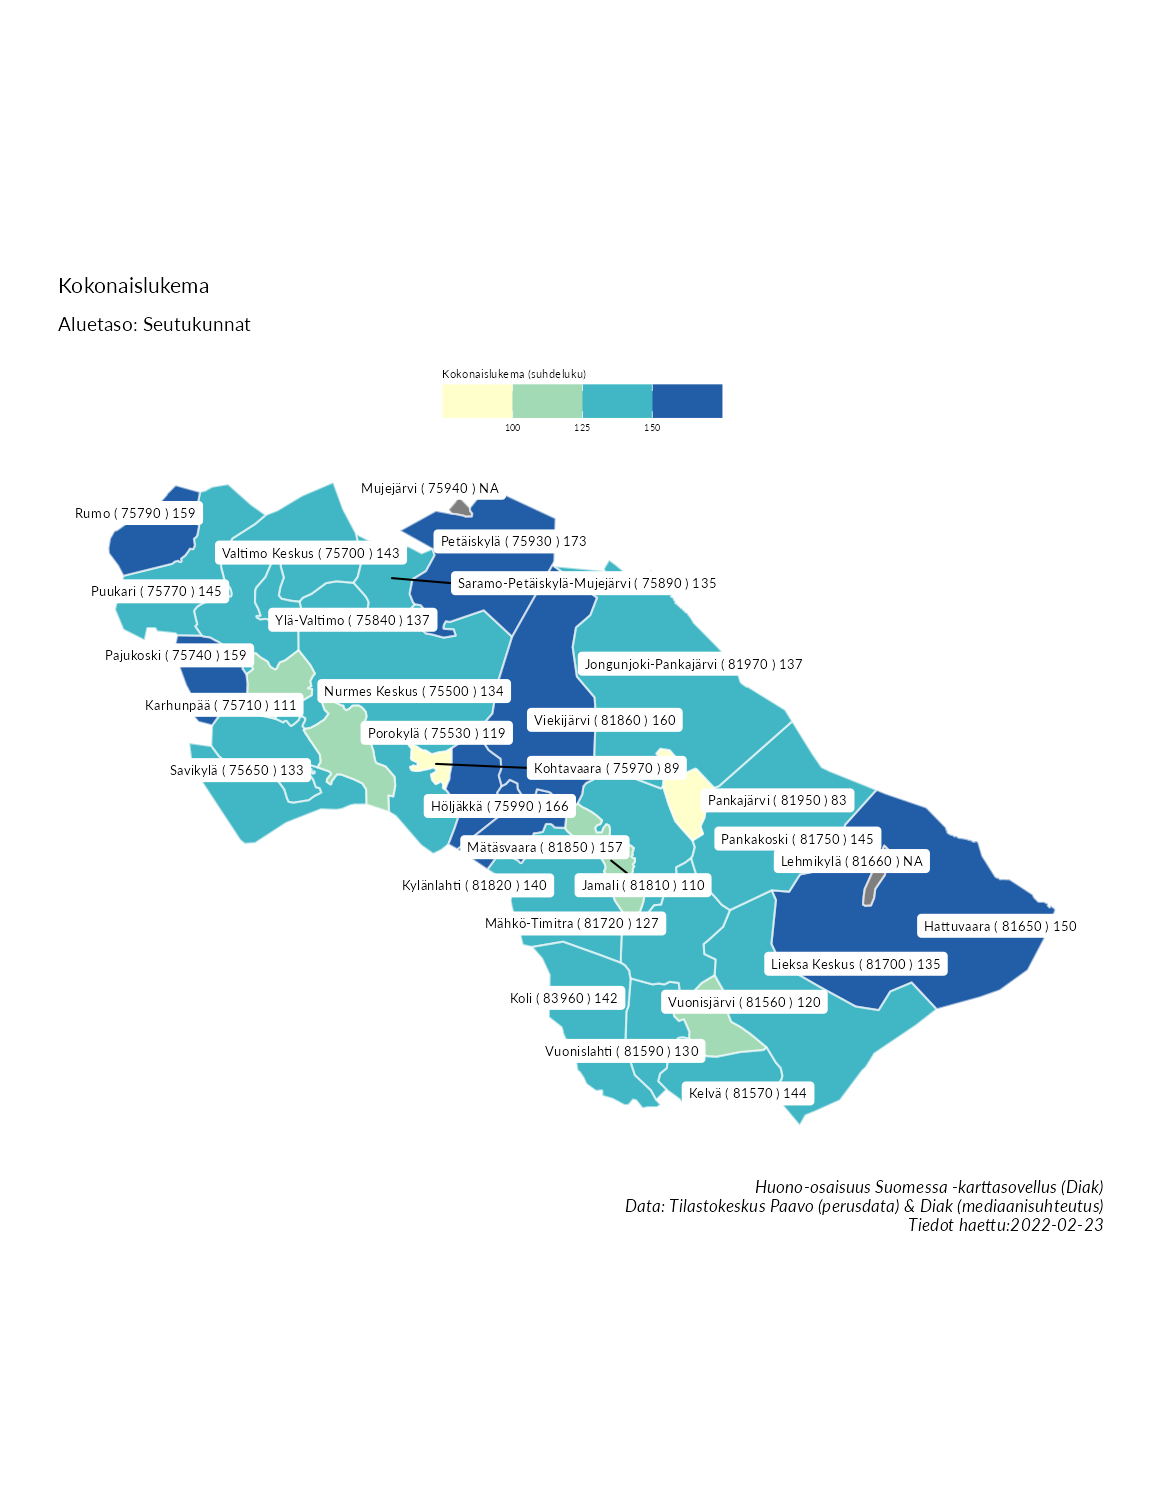 Kokonaislukema
Aluetaso: Seutukunnat
Kokonaislukema (suhdeluku)
100 125 150
Mujejärvi ( 75940 ) NA
Rumo ( 75790 ) 159
Petäiskylä ( 75930 ) 173
Valtimo Keskus ( 75700 ) 143
Saramo-Petäiskylä-Mujejärvi ( 75890 ) 135
Puukari ( 75770 ) 145
Ylä-Valtimo ( 75840 ) 137
Pajukoski ( 75740 ) 159
Jongunjoki-Pankajärvi ( 81970 ) 137
Nurmes Keskus ( 75500 ) 134
Karhunpää ( 75710 ) 111
Viekijärvi ( 81860 ) 160
Porokylä ( 75530 ) 119
Savikylä ( 75650 ) 133
Kohtavaara ( 75970 ) 89
Pankajärvi ( 81950 ) 83
Höljäkkä ( 75990 ) 166
Pankakoski ( 81750 ) 145
Mätäsvaara ( 81850 ) 157
Lehmikylä ( 81660 ) NA
Kylänlahti ( 81820 ) 140
Jamali ( 81810 ) 110
Mähkö-Timitra ( 81720 ) 127
Hattuvaara ( 81650 ) 150
Lieksa Keskus ( 81700 ) 135
Koli ( 83960 ) 142
Vuonisjärvi ( 81560 ) 120
Vuonislahti ( 81590 ) 130
Kelvä ( 81570 ) 144
Huono-osaisuus Suomessa -karttasovellus (Diak)
Data: Tilastokeskus Paavo (perusdata) & Diak (mediaanisuhteutus)
Tiedot haettu:2022-02-23